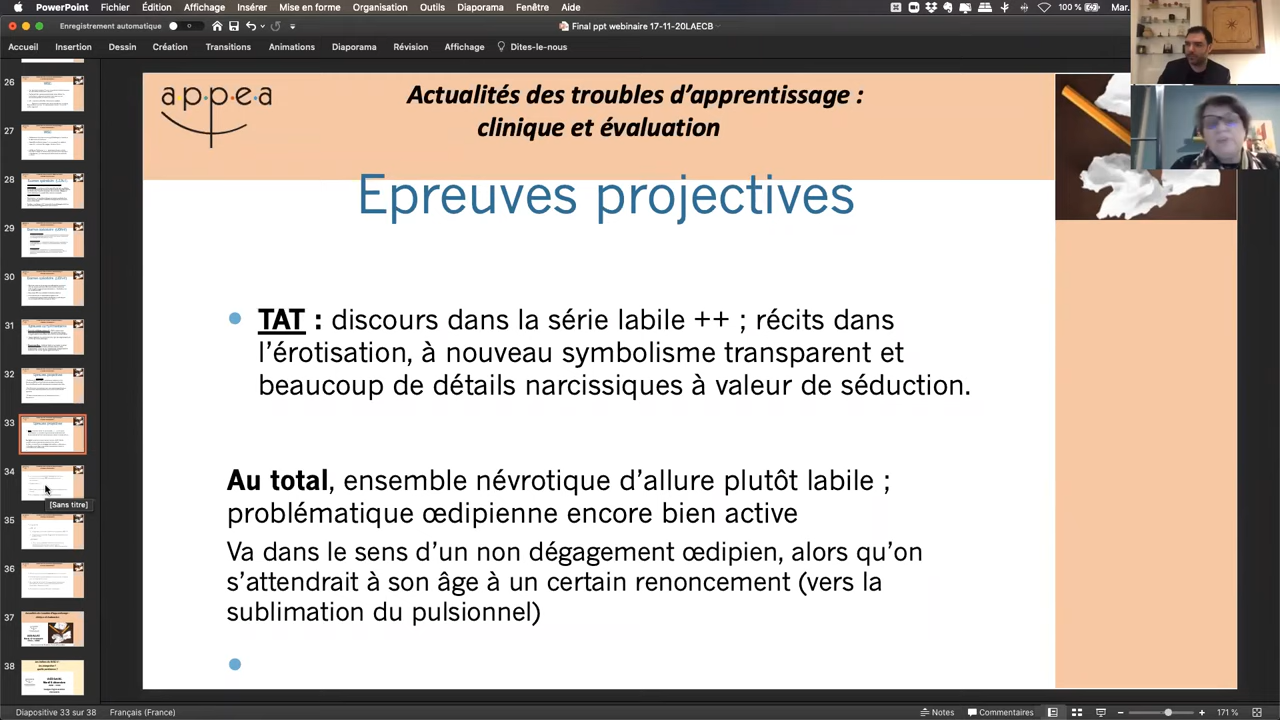 PowerPoint Fichier Édition Affichage Insérer Mise en forme Organisation Outils Diaporama Fenêtre Aide 100 % Mar.
Enregistrement automatique Final ppt webinaire 17-11-20LAECB
Accueil Insertion Dessin Création Transitions Animations Diaporama Révision Affichage Dites-le-nous
26
27
28
29
30
31
32
33
34
[Sans titre]
35
36
37
38
a·p·p·e·a
Actualités des troubles d’apprentissage :
clinique et évaluation
Epreuves projectives
TAT : discours dans la série labile ++ : récits dans
l’érotisation, à nouveau symbolisme transparent et
beaucoup de détails narcissiques à valeur de séduction.
Au total, ensemble névrotique d’allure plutôt labile ;
problématique œdipienne encore bien active
Va dans le sens d’un non dégagement œdipien, alors qu’on
s’attendrait à son âge à un certain renoncement (vers la
sublimation du pulsionnel)
Diapositive 33 sur 38 Français (France) Notes Commentaires 171 %